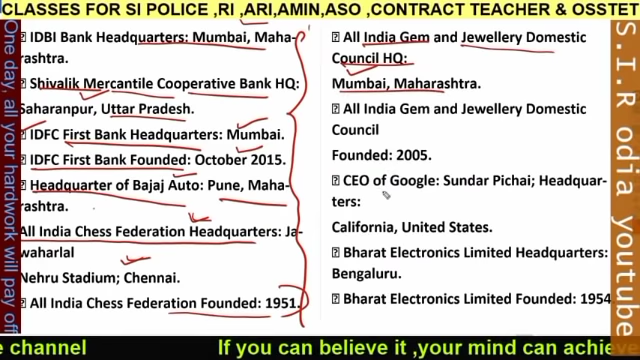 CLASSES FOR SI POLICE ,RI ,ARI,AMIN,ASO ,CONTRACT TEACHER & OSSTET
One day, all your hardwork will pay off
IDBI Bank Headquarters: Mumbai, Maha-
rashtra.
Shivalik Mercantile Cooperative Bank HQ:
Saharanpur, Uttar Pradesh.
IDFC First Bank Headquarters: Mumbai.
IDFC First Bank Founded: October 2015.
Headquarter of Bajaj Auto: Pune, Maha-
rashtra.
All India Chess Federation Headquarters: Ja-
waharlal
Nehru Stadium; Chennai.
All India Chess Federation Founded: 1951.
All India Gem and Jewellery Domestic
Council HQ:
Mumbai, Maharashtra.
All India Gem and Jewellery Domestic
Council
Founded: 2005.
CEO of Google: Sundar Pichai; Headquar-
ters:
California, United States.
Bharat Electronics Limited Headquarters:
Bengaluru.
Bharat Electronics Limited Founded: 1954
S.I.R odia youtube
e channel
If you can believe it ,your mind can achieve